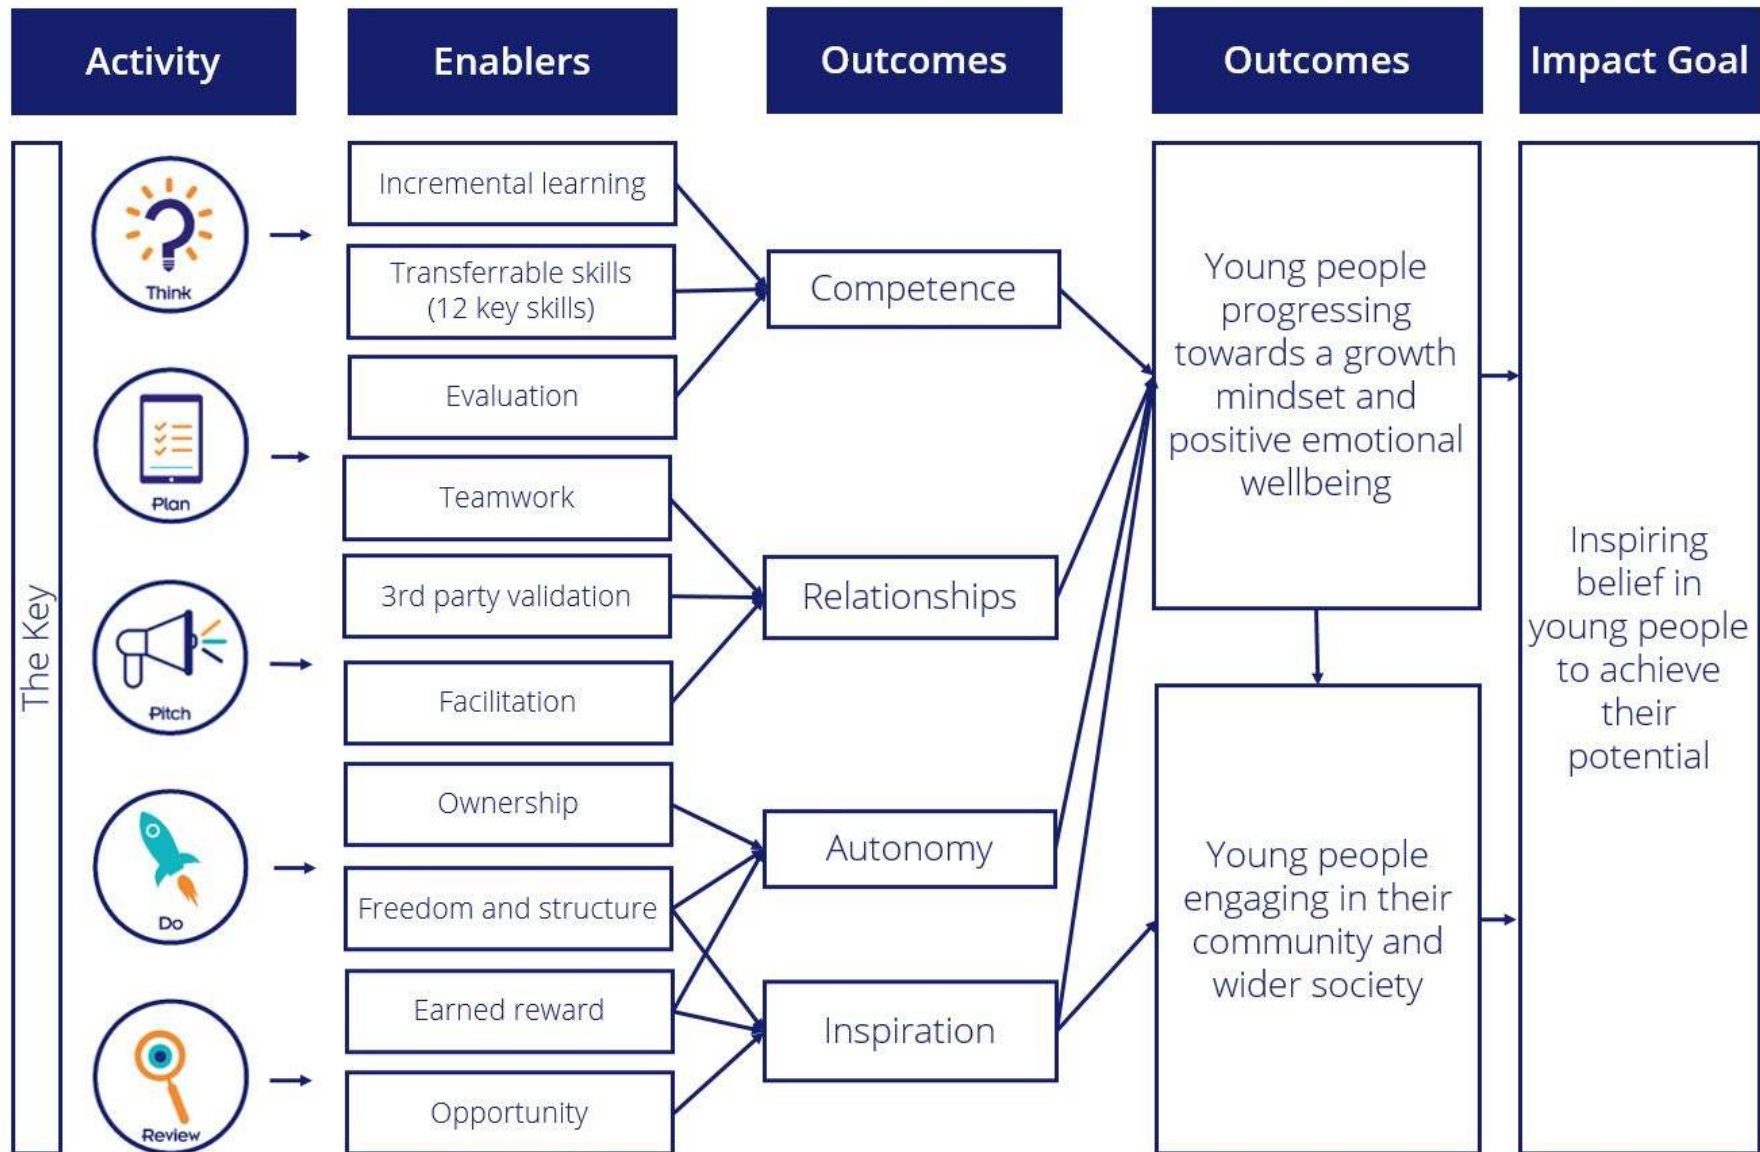 Activity
Enablers
Outcomes
Outcomes
Impact Goal
The Key
Think
Plan
Pitch
Do
Review
Incremental learning
Transferrable skills
(12 key skills)
Evaluation
Teamwork
3rd party validation
Facilitation
Ownership
Freedom and structure
Earned reward
Opportunity
Competence
Relationships
Autonomy
Inspiration
Young people
progressing
towards a growth
mindset and
positive emotional
wellbeing
Young people
engaging in their
community and
wider society
Inspiring
belief in
young people
to achieve
their
potential